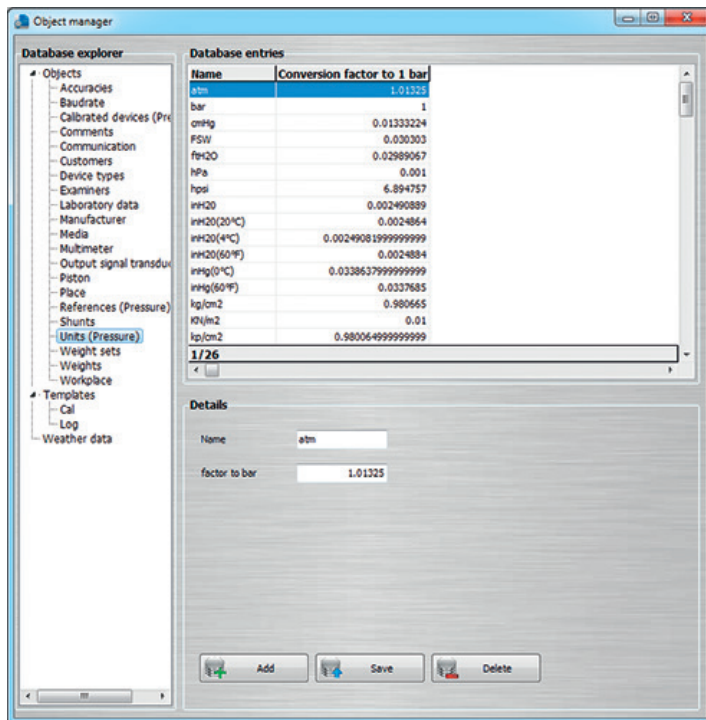 Object manager
Database explorer
Objects
Accuracies
Baudrate
Calibrated devices (Pre
Comments
Communication
Customers
Device types
Examiners
Laboratory data
Manufacturer
Media
Multimeter
Output signal transdu
Piston
Place
References (Pressure)
Shunts
Units (Pressure)
Weight sets
Weights
Workplace
Templates
Cal
Log
Weather data
Database entries
Name Conversion factor to 1 bar
atm 1.01325
bar 1
cmHg 0.01333224
FSW 0.030303
ftH2O 0.02989067
hPa 0.001
hpsi 6.894757
inH20 0.002490889
inH20(20°C) 0.0024864
inH20(4°C) 0.00249081999999999
inH20(60°F) 0.0024884
inHg(0°C) 0.0338637999999999
inHg(60°F) 0.0337685
kg/cm2 0.980665
KN/m2 0.01
kp/cm2 0.980064999999999
1/26
Details
Name atm
factor to bar 1.01325
Add Save Delete